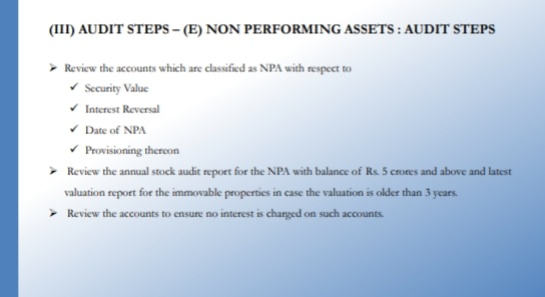 (III) AUDIT STEPS – (E) NON PERFORMING ASSETS : AUDIT STEPS
➤ Review the accounts which are classified as NPA with respect to
✓ Security Value
✓ Interest Reversal
✓ Date of NPA
✓ Provisioning thereon
➤ Review the annual stock audit report for the NPA with balance of Rs. 5 crores and above and latest
valuation report for the immovable properties in case the valuation is older than 3 years.
➤ Review the accounts to ensure no interest is charged on such accounts.